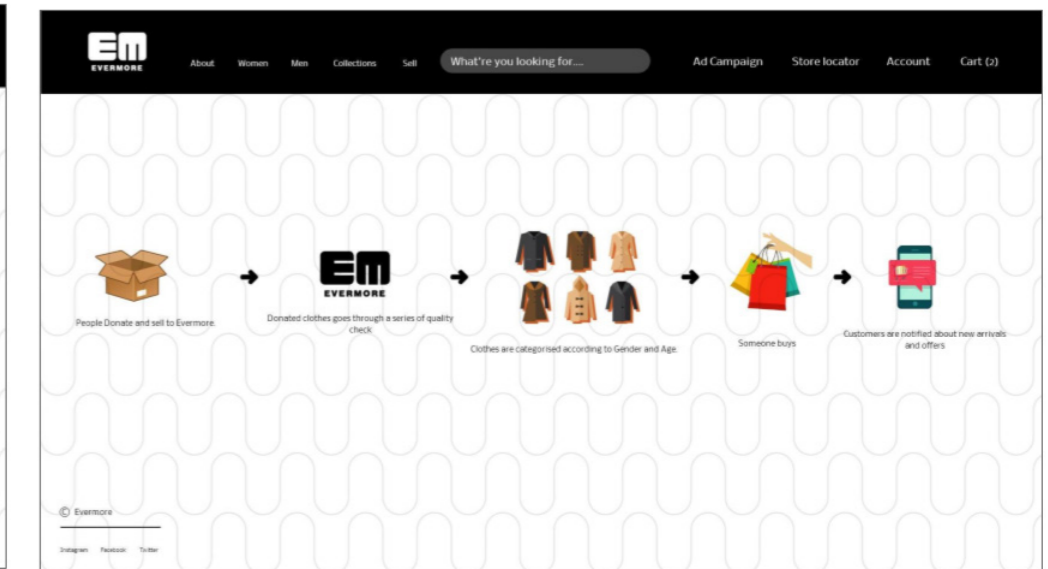 EM
EVERMORE
About Women Men Collections Sell
What're you looking for....
Ad Campaign Store locator Account Cart (2)
EM
EVERMORE
People Donate and sell to Evermore.
Donated clothes goes through a series of quality
check
Clothes are categorised according to Gender and Age.
Someone buys
Customers are notified about new arrivals
and offers
© Evermore
Instagram Facebook Twitter